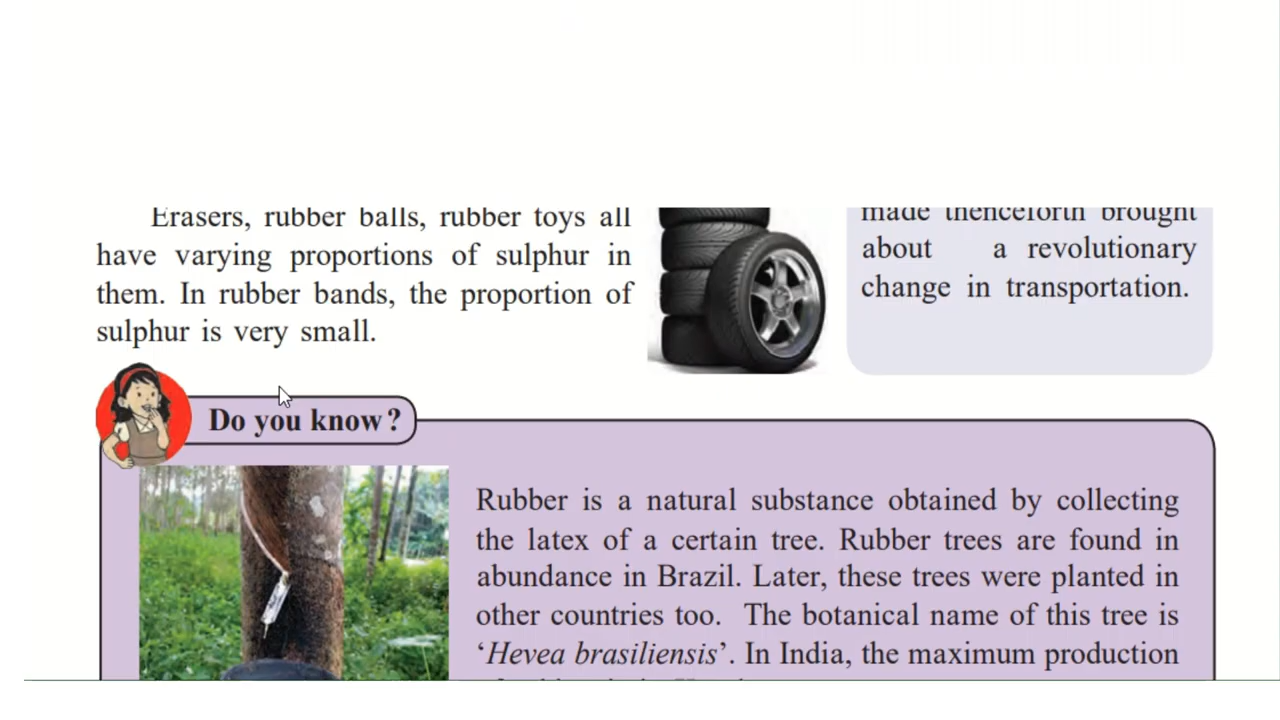 Erasers, rubber balls, rubber toys all
have varying proportions of sulphur in
them. In rubber bands, the proportion of
sulphur is very small.
made thenceforth brought
about a revolutionary
change in transportation.
Do you know?
Rubber is a natural substance obtained by collecting
the latex of a certain tree. Rubber trees are found in
abundance in Brazil. Later, these trees were planted in
other countries too. The botanical name of this tree is
‘Hevea brasiliensis’. In India, the maximum production